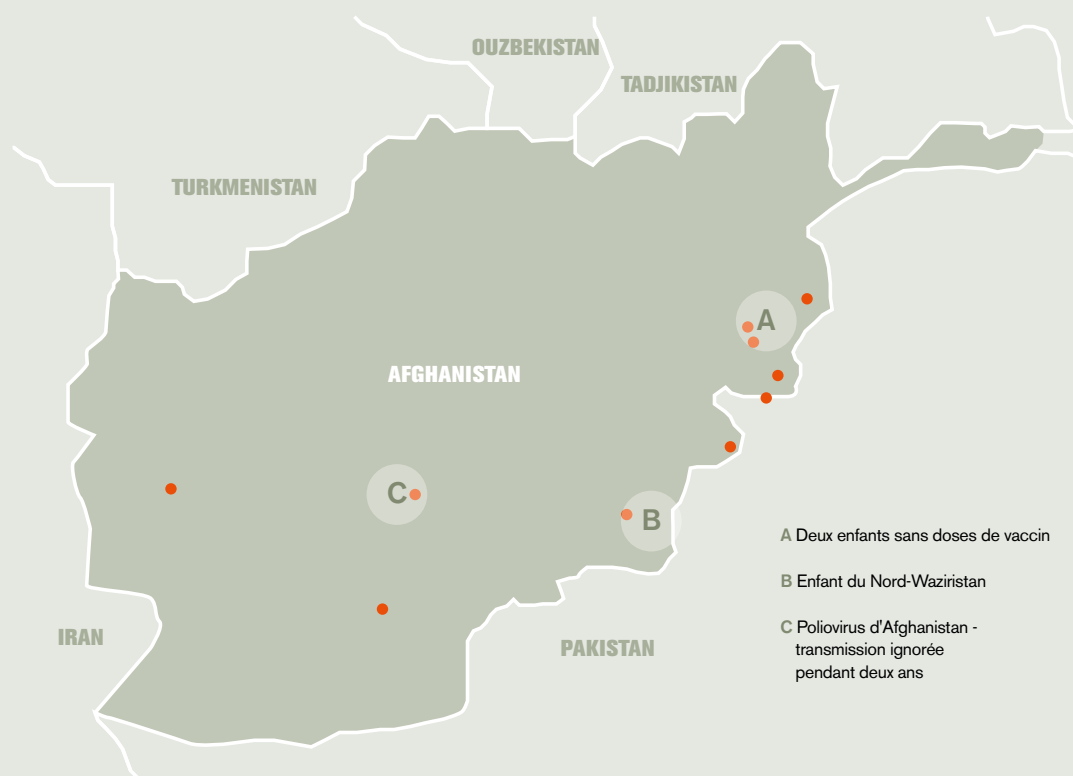 OUZBEKISTAN
TADJIKISTAN
TURKMENISTAN
A
AFGHANISTAN
C
B
A Deux enfants sans doses de vaccin
B Enfant du Nord-Waziristan
C Poliovirus d'Afghanistan -
transmission ignorée
pendant deux ans
IRAN
PAKISTAN